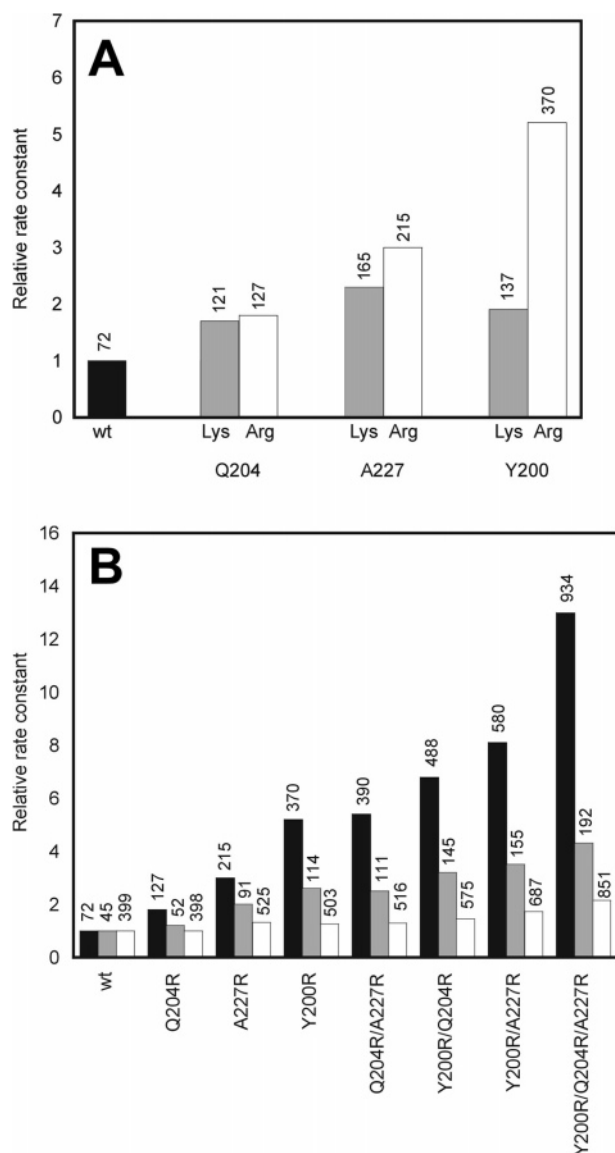 A
Relative rate constant
7
6
5
4
3
2
1
0
72
121
127
165
215
137
370
wt
Lys Arg
Lys Arg
Lys Arg
Q204
A227
Y200
B
Relative rate constant
16
14
12
10
8
6
4
2
0
72
45
399
127
52
398
215
91
525
370
114
503
390
111
516
488
145
575
580
155
687
934
192
851
wt
Q204R
A227R
Y200R
Q204R/A227R
Y200R/Q204R
Y200R/A227R
Y200R/Q204R/A227R